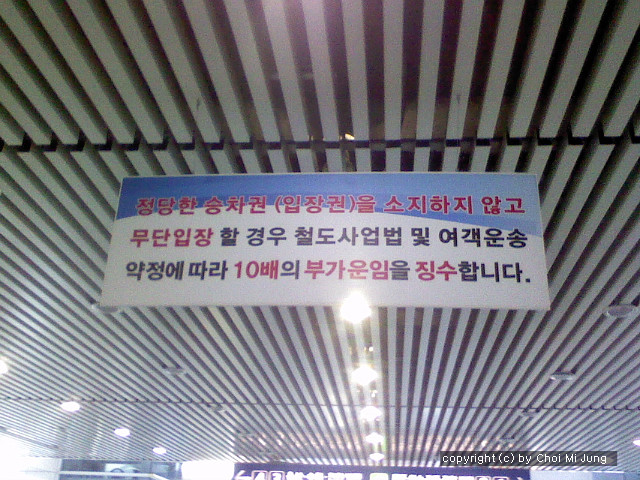 정당한 승차권 (입장권)을 소지하지 않고
무단입장 할 경우 철도사업법 및 여객운송
약정에 따라 10배의 부가운임을 징수합니다.
copyright(c) by Choi Mi Jung